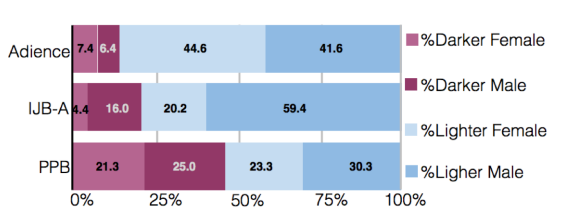 Adience 7.4 6.4 44.6 41.6
IJB-A 4.4 16.0 20.2 59.4
PPB 21.3 25.0 23.3 30.3
0% 25% 50% 75% 100%
%Darker Female
%Darker Male
%Lighter Female
%Ligher Male